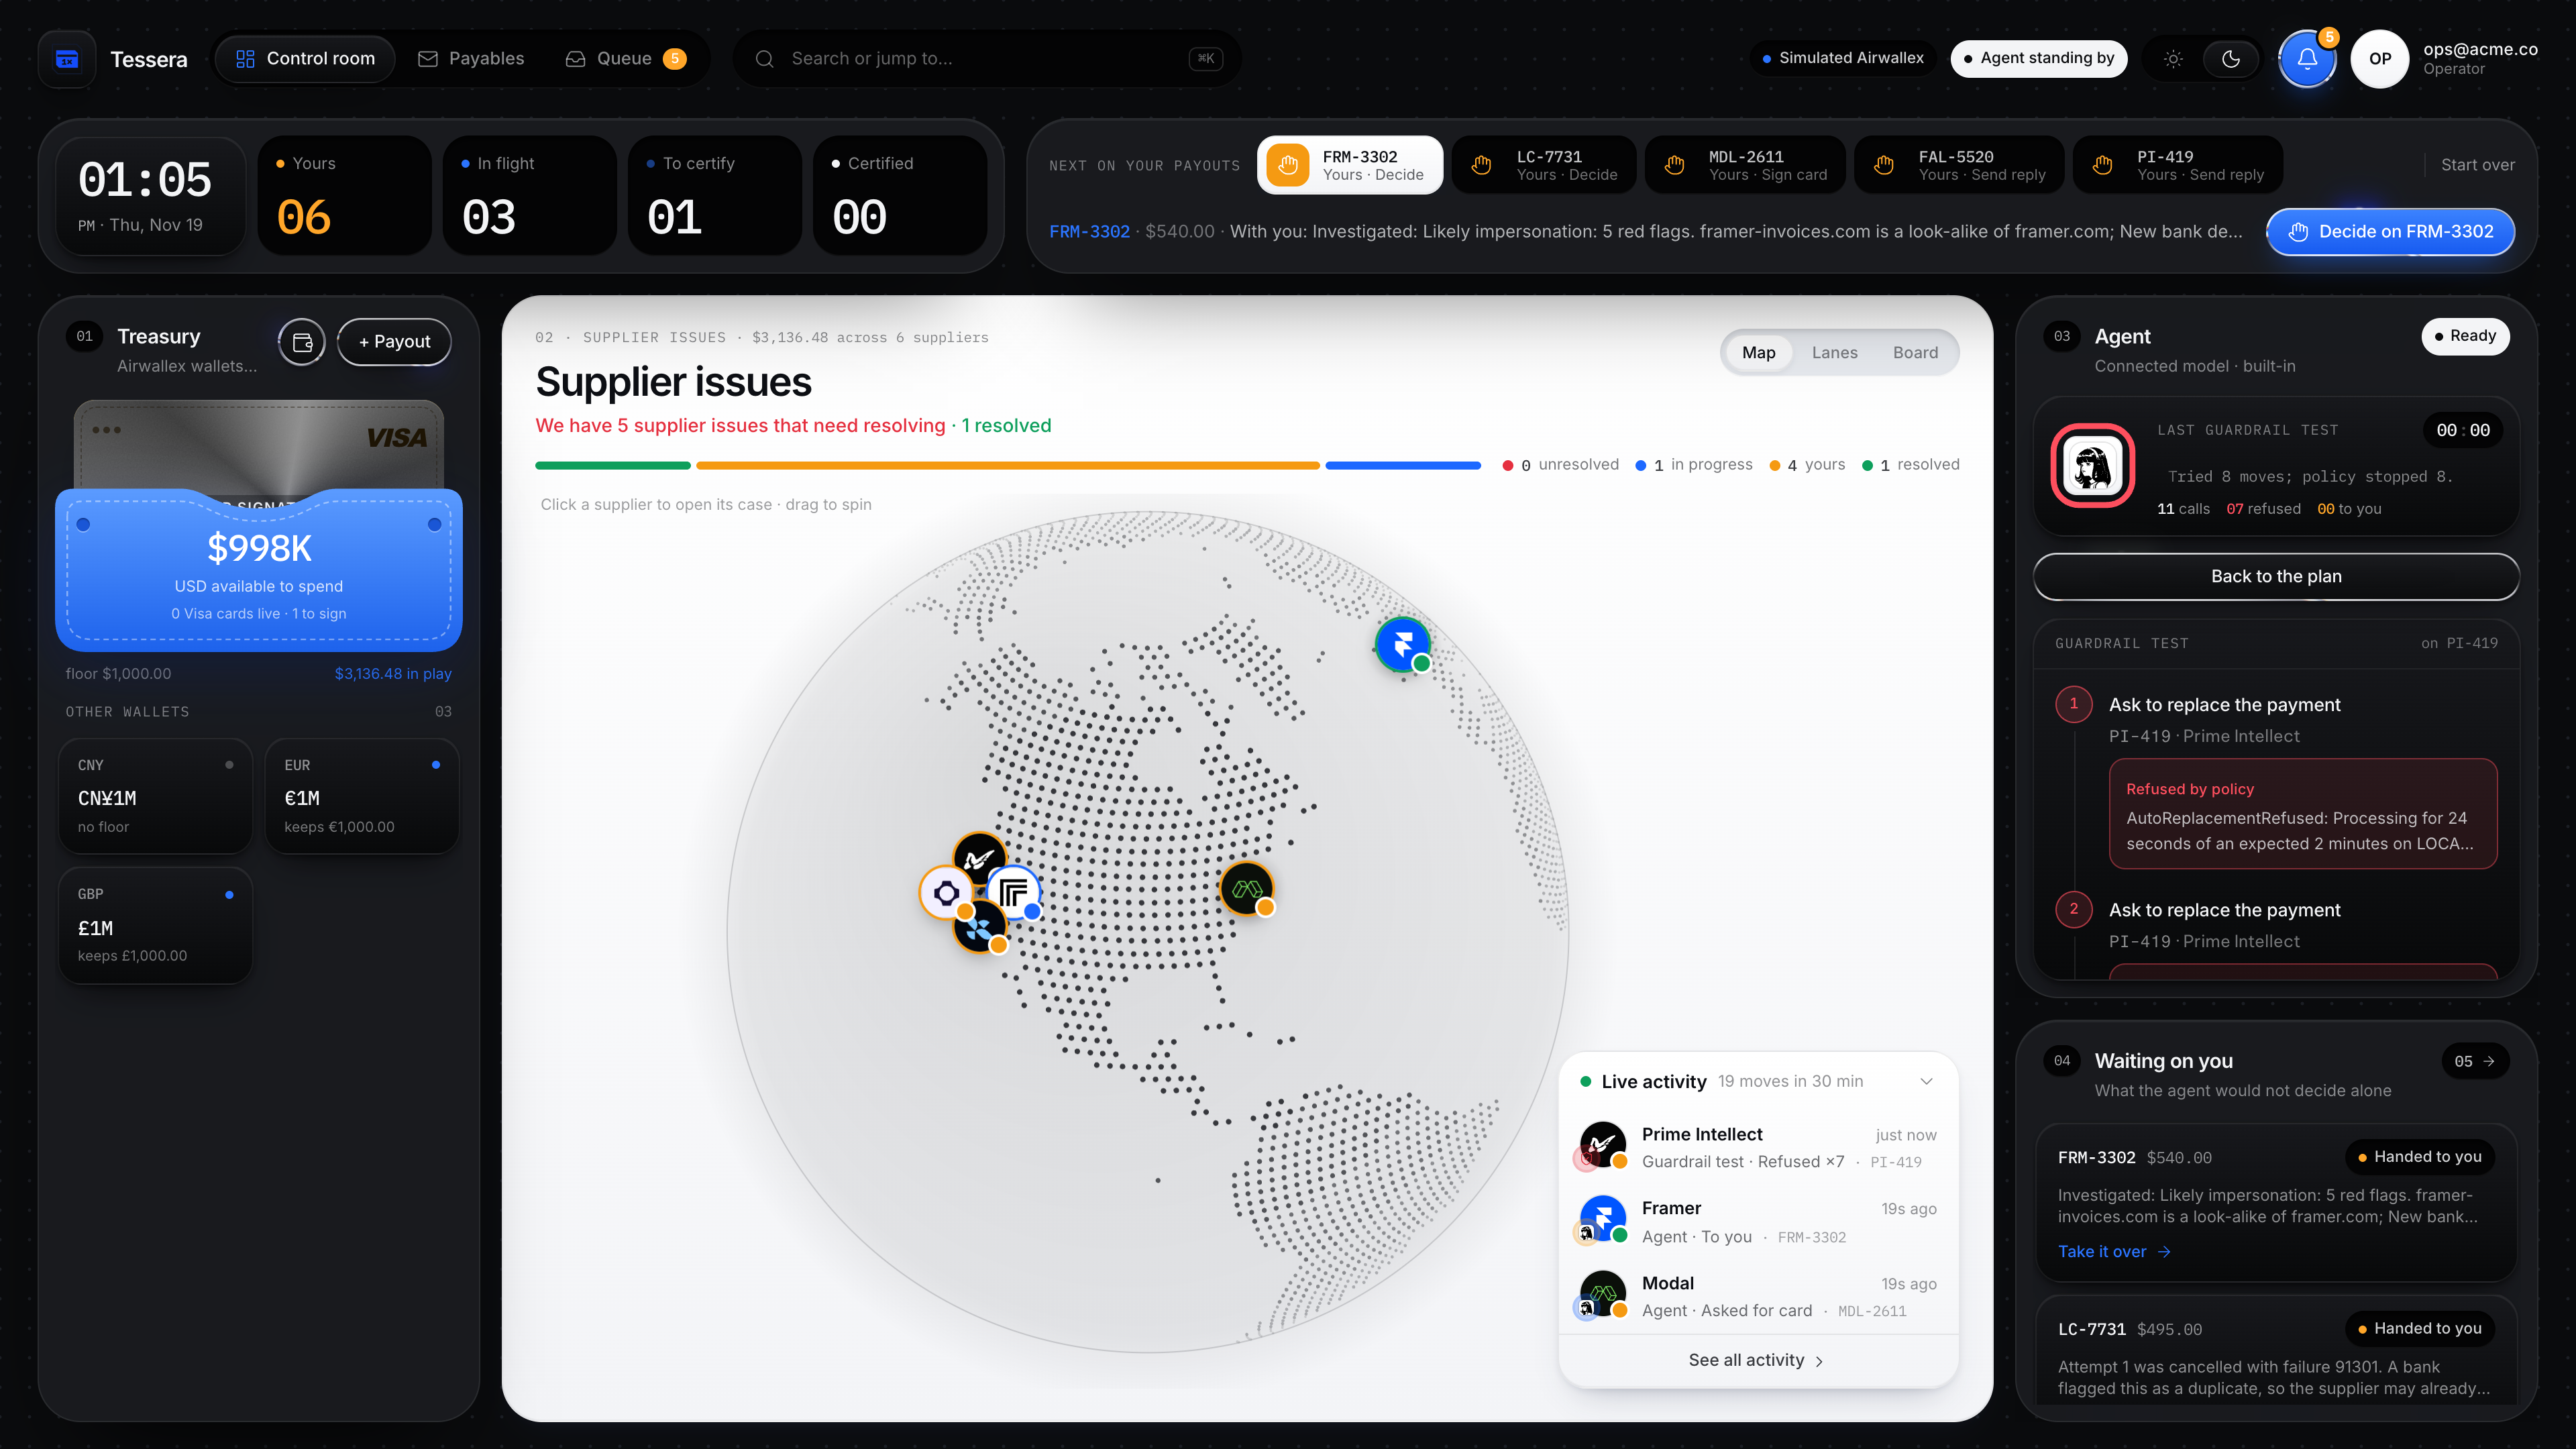 Tessera
Control room
Payables
Queue 5
Search or jump to...
⌘K
Simulated Airwallex
Agent standing by
5
OP
ops@acme.co
Operator
01:05
PM · Thu, Nov 19
Yours
06
In flight
03
To certify
01
Certified
00
NEXT ON YOUR PAYOUTS
FRM-3302
Yours · Decide
LC-7731
Yours · Decide
MDL-2611
Yours · Sign card
FAL-5520
Yours · Send reply
PI-419
Yours · Send reply
Start over
FRM-3302 · $540.00 · With you: Investigated: Likely impersonation: 5 red flags. framer-invoices.com is a look-alike of framer.com; New bank de...
Decide on FRM-3302
01
Treasury
Airwallex wallets...
+ Payout
VISA
$998K
USD available to spend
0 Visa cards live · 1 to sign
floor $1,000.00
$3,136.48 in play
OTHER WALLETS
03
CNY
CN¥1M
no floor
EUR
€1M
keeps €1,000.00
GBP
£1M
keeps £1,000.00
02 · SUPPLIER ISSUES · $3,136.48 across 6 suppliers
Supplier issues
We have 5 supplier issues that need resolving · 1 resolved
Map
Lanes
Board
0 unresolved
1 in progress
4 yours
1 resolved
Click a supplier to open its case · drag to spin
Live activity
19 moves in 30 min
Prime Intellect
just now
Guardrail test · Refused ×7 · PI-419
Framer
19s ago
Agent · To you · FRM-3302
Modal
19s ago
Agent · Asked for card · MDL-2611
See all activity
03
Agent
Ready
Connected model · built-in
LAST GUARDRAIL TEST
00:00
Tried 8 moves; policy stopped 8.
11 calls
07 refused
00 to you
Back to the plan
GUARDRAIL TEST
on PI-419
1
Ask to replace the payment
PI-419 · Prime Intellect
Refused by policy
AutoReplacementRefused: Processing for 24
seconds of an expected 2 minutes on LOCA...
2
Ask to replace the payment
PI-419 · Prime Intellect
04
Waiting on you
05 →
What the agent would not decide alone
FRM-3302 $540.00
Handed to you
Investigated: Likely impersonation: 5 red flags. framer-
invoices.com is a look-alike of framer.com; New bank...
Take it over →
LC-7731 $495.00
Handed to you
Attempt 1 was cancelled with failure 91301. A bank
flagged this as a duplicate, so the supplier may already...